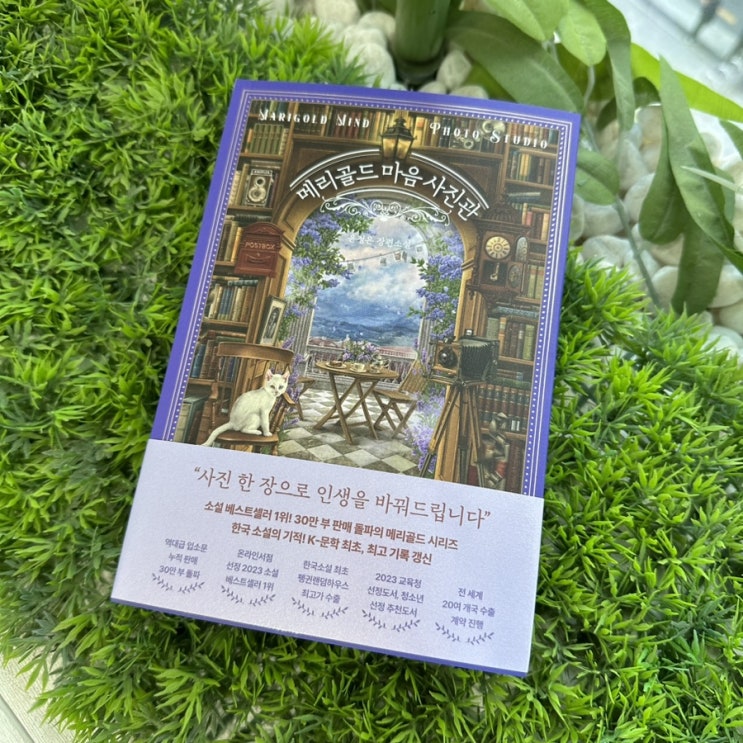 MARIGOLD MIND PHOTO STUDIO
메리골드 마음 사진관
장편소설
POSTBOX
“사진 한 장으로 인생을 바꿔드립니다”
소설 베스트셀러 1위! 30만 부 판매 돌파의 메리골드 시리즈
한국 소설의 기적! K-문학 최초, 최고 기록 갱신
역대급 입소문
누적 판매
30만 부 돌파
온라인서점
선정 2023 소설
베스트셀러 1위
한국소설 최초
펭귄랜덤하우스
최고가 수출
2023 교육청
선정도서, 청소년
선정 추천도서
전 세계
20여 개국 수출
계약 진행